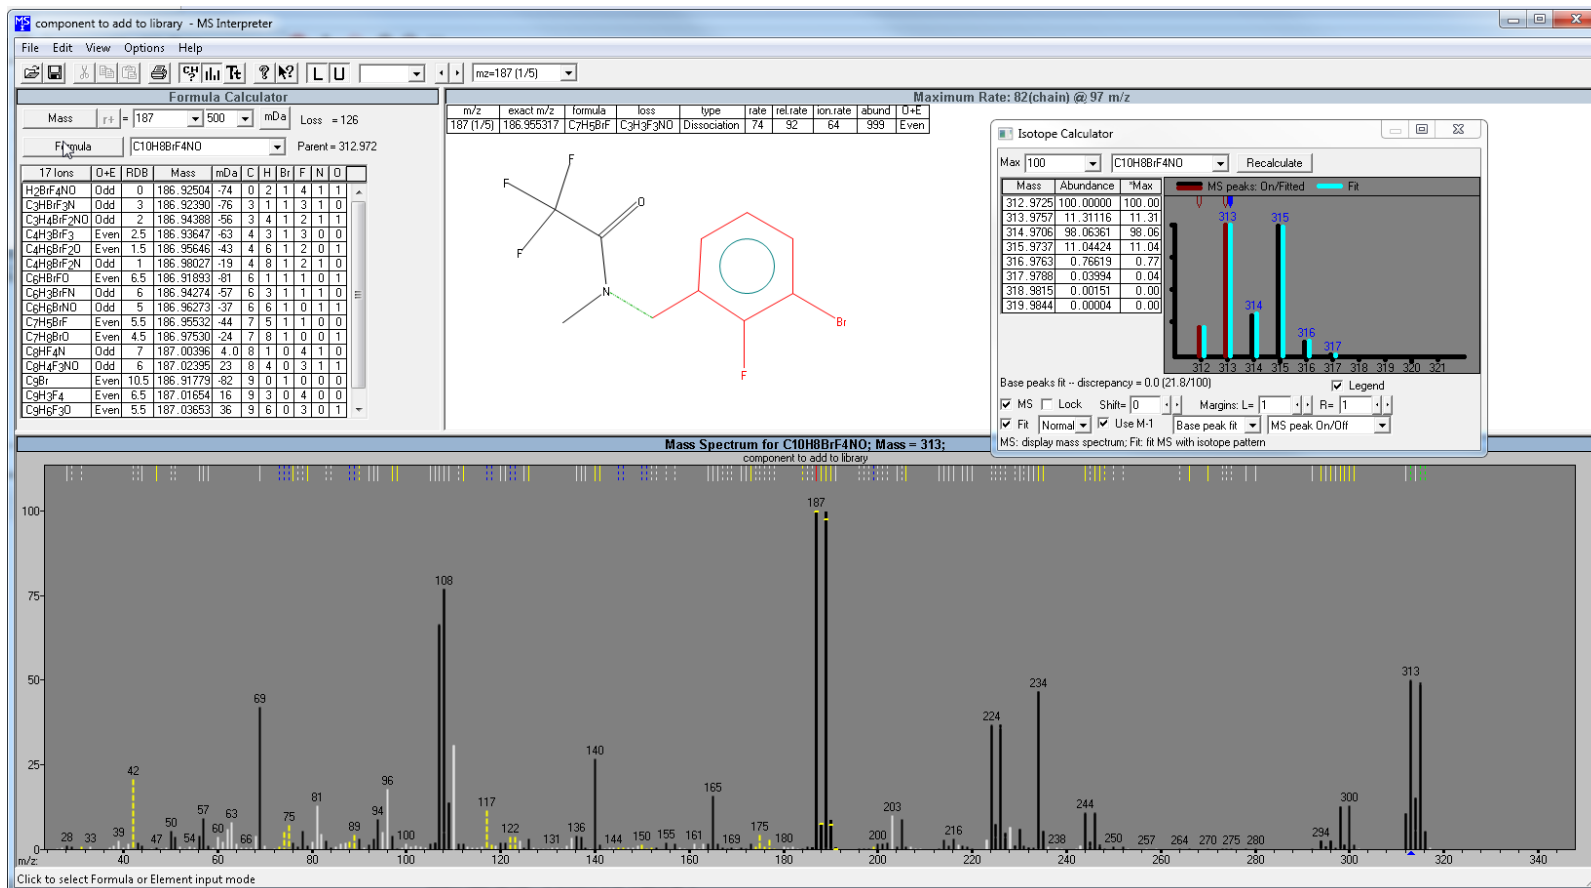 component to add to library - MS Interpreter
File Edit View Options Help
L U mz=187 (1/5)
Formula Calculator
Mass r+ = 187 500 mDa Loss = 126
Formula C10H8BrF4NO Parent = 312.972
17 Ions O+E RDB Mass mDa C H Br F N O
H2BrF4NO Odd 0 186.92504 -74 0 2 1 4 1 1
C3HBrF3N Odd 3 186.92390 -76 3 1 1 3 1 0
C3H4BrF2NO Odd 2 186.94388 -56 3 4 1 2 1 1
C4H3BrF3 Even 2.5 186.93647 -63 4 3 1 3 0 0
C4H6BrF2O Even 1.5 186.95646 -43 4 6 1 2 0 1
C4H8BrF2N Odd 1 186.98027 -19 4 8 1 2 1 0
C6HBrFO Even 6.5 186.91893 -81 6 1 1 1 0 1
C6H3BrFN Odd 6 186.94274 -57 6 3 1 1 1 0
C6H6BrNO Odd 5 186.96273 -37 6 6 1 0 1 1
C7H5BrF Even 5.5 186.95532 -44 7 5 1 1 0 0
C7H8BrO Even 4.5 186.97530 -24 7 8 1 0 0 1
C8HF4N Odd 7 187.00396 4.0 8 1 0 4 1 0
C8H4F3NO Odd 6 187.02395 23 8 4 0 3 1 1
C9Br Even 10.5 186.91779 -82 9 0 1 0 0 0
C9H3F4 Even 6.5 187.01654 16 9 3 0 4 0 0
C9H6F3O Even 5.5 187.03653 36 9 6 0 3 0 1
Maximum Rate: 82(chain) @ 97 m/z
m/z exact m/z formula loss type rate rel.rate ion.rate abund O+E
187 (1/5) 186.955317 C7H5BrF C3H3F3NO Dissociation 74 92 64 999 Even
F
F
O
F
N
Br
F
Isotope Calculator
Max 100 C10H8BrF4NO Recalculate
Mass Abundance *Max
312.9725 100.00000 100.00
313.9757 11.31116 11.31
314.9706 98.06361 98.06
315.9737 11.04424 11.04
316.9763 0.76619 0.77
317.9788 0.03994 0.04
318.9815 0.00151 0.00
319.9844 0.00004 0.00
MS peaks: On/Fitted Fit
313 315
314
316
317
312 313 314 315 316 317 318 319 320 321
Base peaks fit -- discrepancy = 0.0 (21.8/100) Legend
MS Lock Shift= 0 Margins: L= 1 R= 1
Fit Normal Use M-1 Base peak fit MS peak On/Off
MS: display mass spectrum; Fit: fit MS with isotope pattern
Mass Spectrum for C10H8BrF4NO; Mass = 313;
component to add to library
100-
75-
50-
25-
0-
28 33 39 42 47 50 54 57 60 63 66 69 75 81 89 94 96 100 108 117 122 131 136 140 144 150 155 161 165 169 175 180 187 200 203 216 224 234 238 244 250 257 264 270 275 280 294 300 313
m/z: 40 60 80 100 120 140 160 180 200 220 240 260 280 300 320 340
Click to select Formula or Element input mode